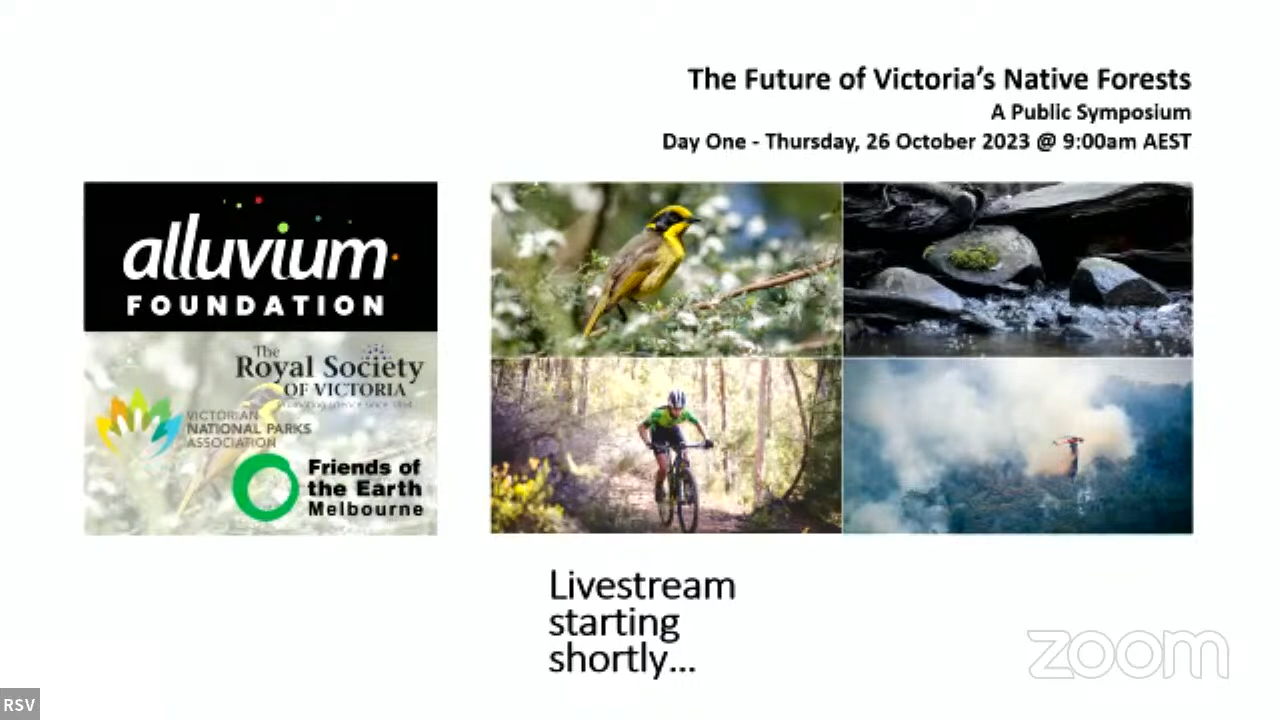 The Future of Victoria’s Native Forests
A Public Symposium
Day One - Thursday, 26 October 2023 @ 9:00am AEST
alluvium
FOUNDATION
The
Royal Society
OF VICTORIA
VICTORIAN
NATIONAL PARKS
ASSOCIATION
Friends of
the Earth
Melbourne
Livestream
starting
shortly...
zoom
RSV